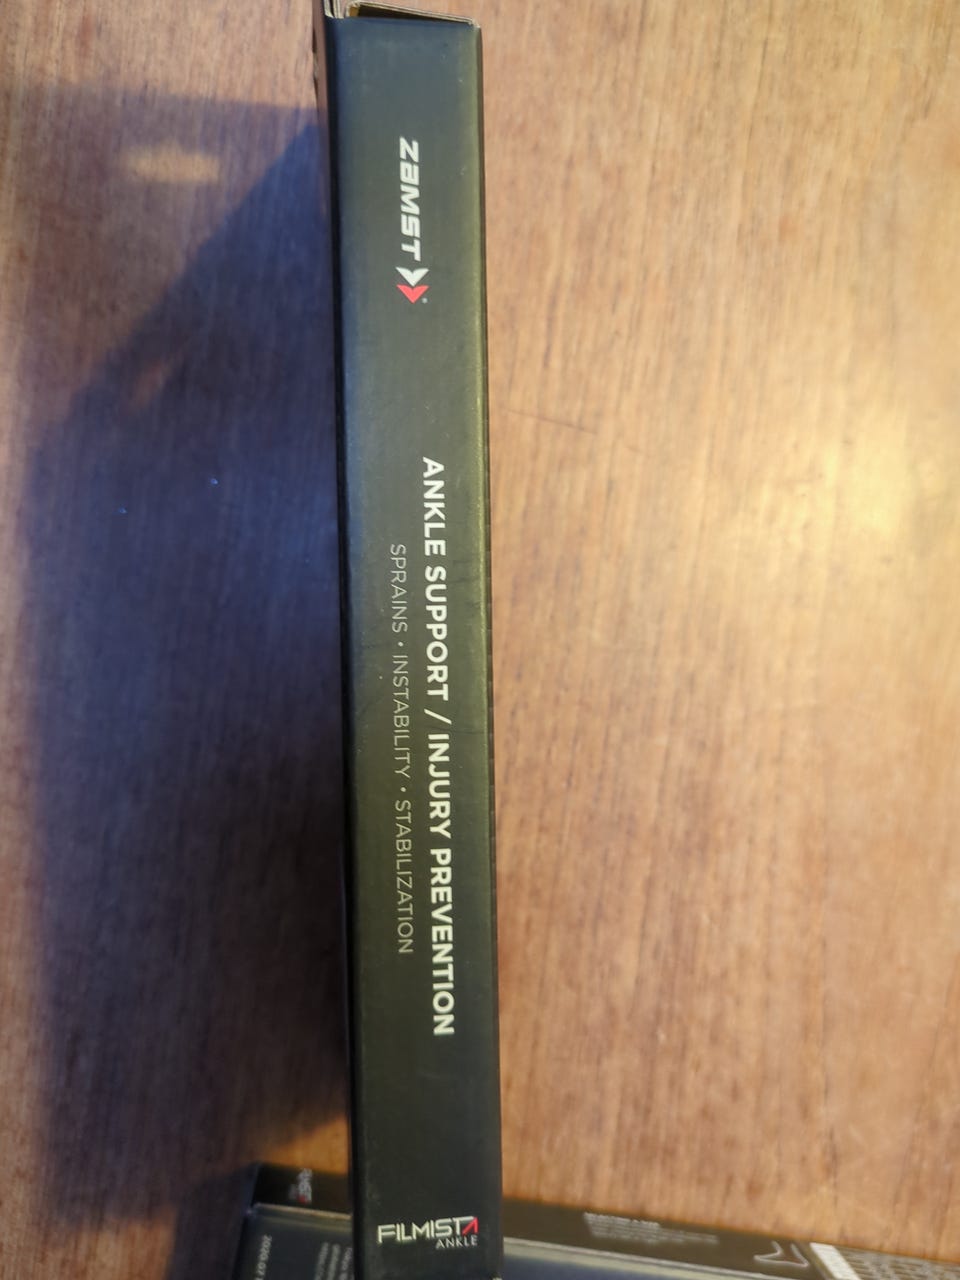 ZAMST
ANKLE SUPPORT / INJURY PREVENTION
SPRAINS • INSTABILITY • STABILIZATION
FILMISTA
ANKLE